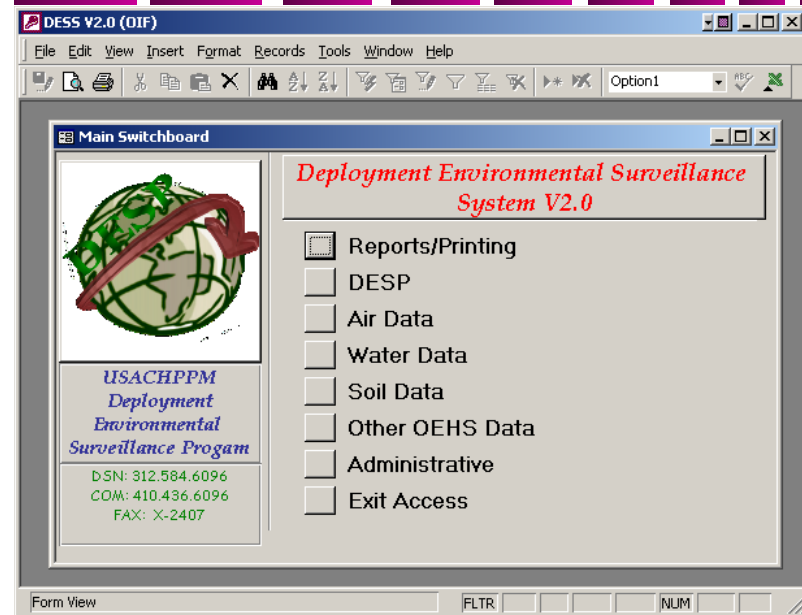 DESS V2.0 (OIF)
File Edit View Insert Format Records Tools Window Help
Option1
Main Switchboard
DESP
Deployment Environmental Surveillance
System V2.0
Reports/Printing
DESP
Air Data
Water Data
Soil Data
Other OEHS Data
Administrative
Exit Access
USACHPPM
Deployment
Environmental
Surveillance Progam
DSN: 312.584.6096
COM: 410.436.6096
FAX: X-2407
Form View FLTR NUM